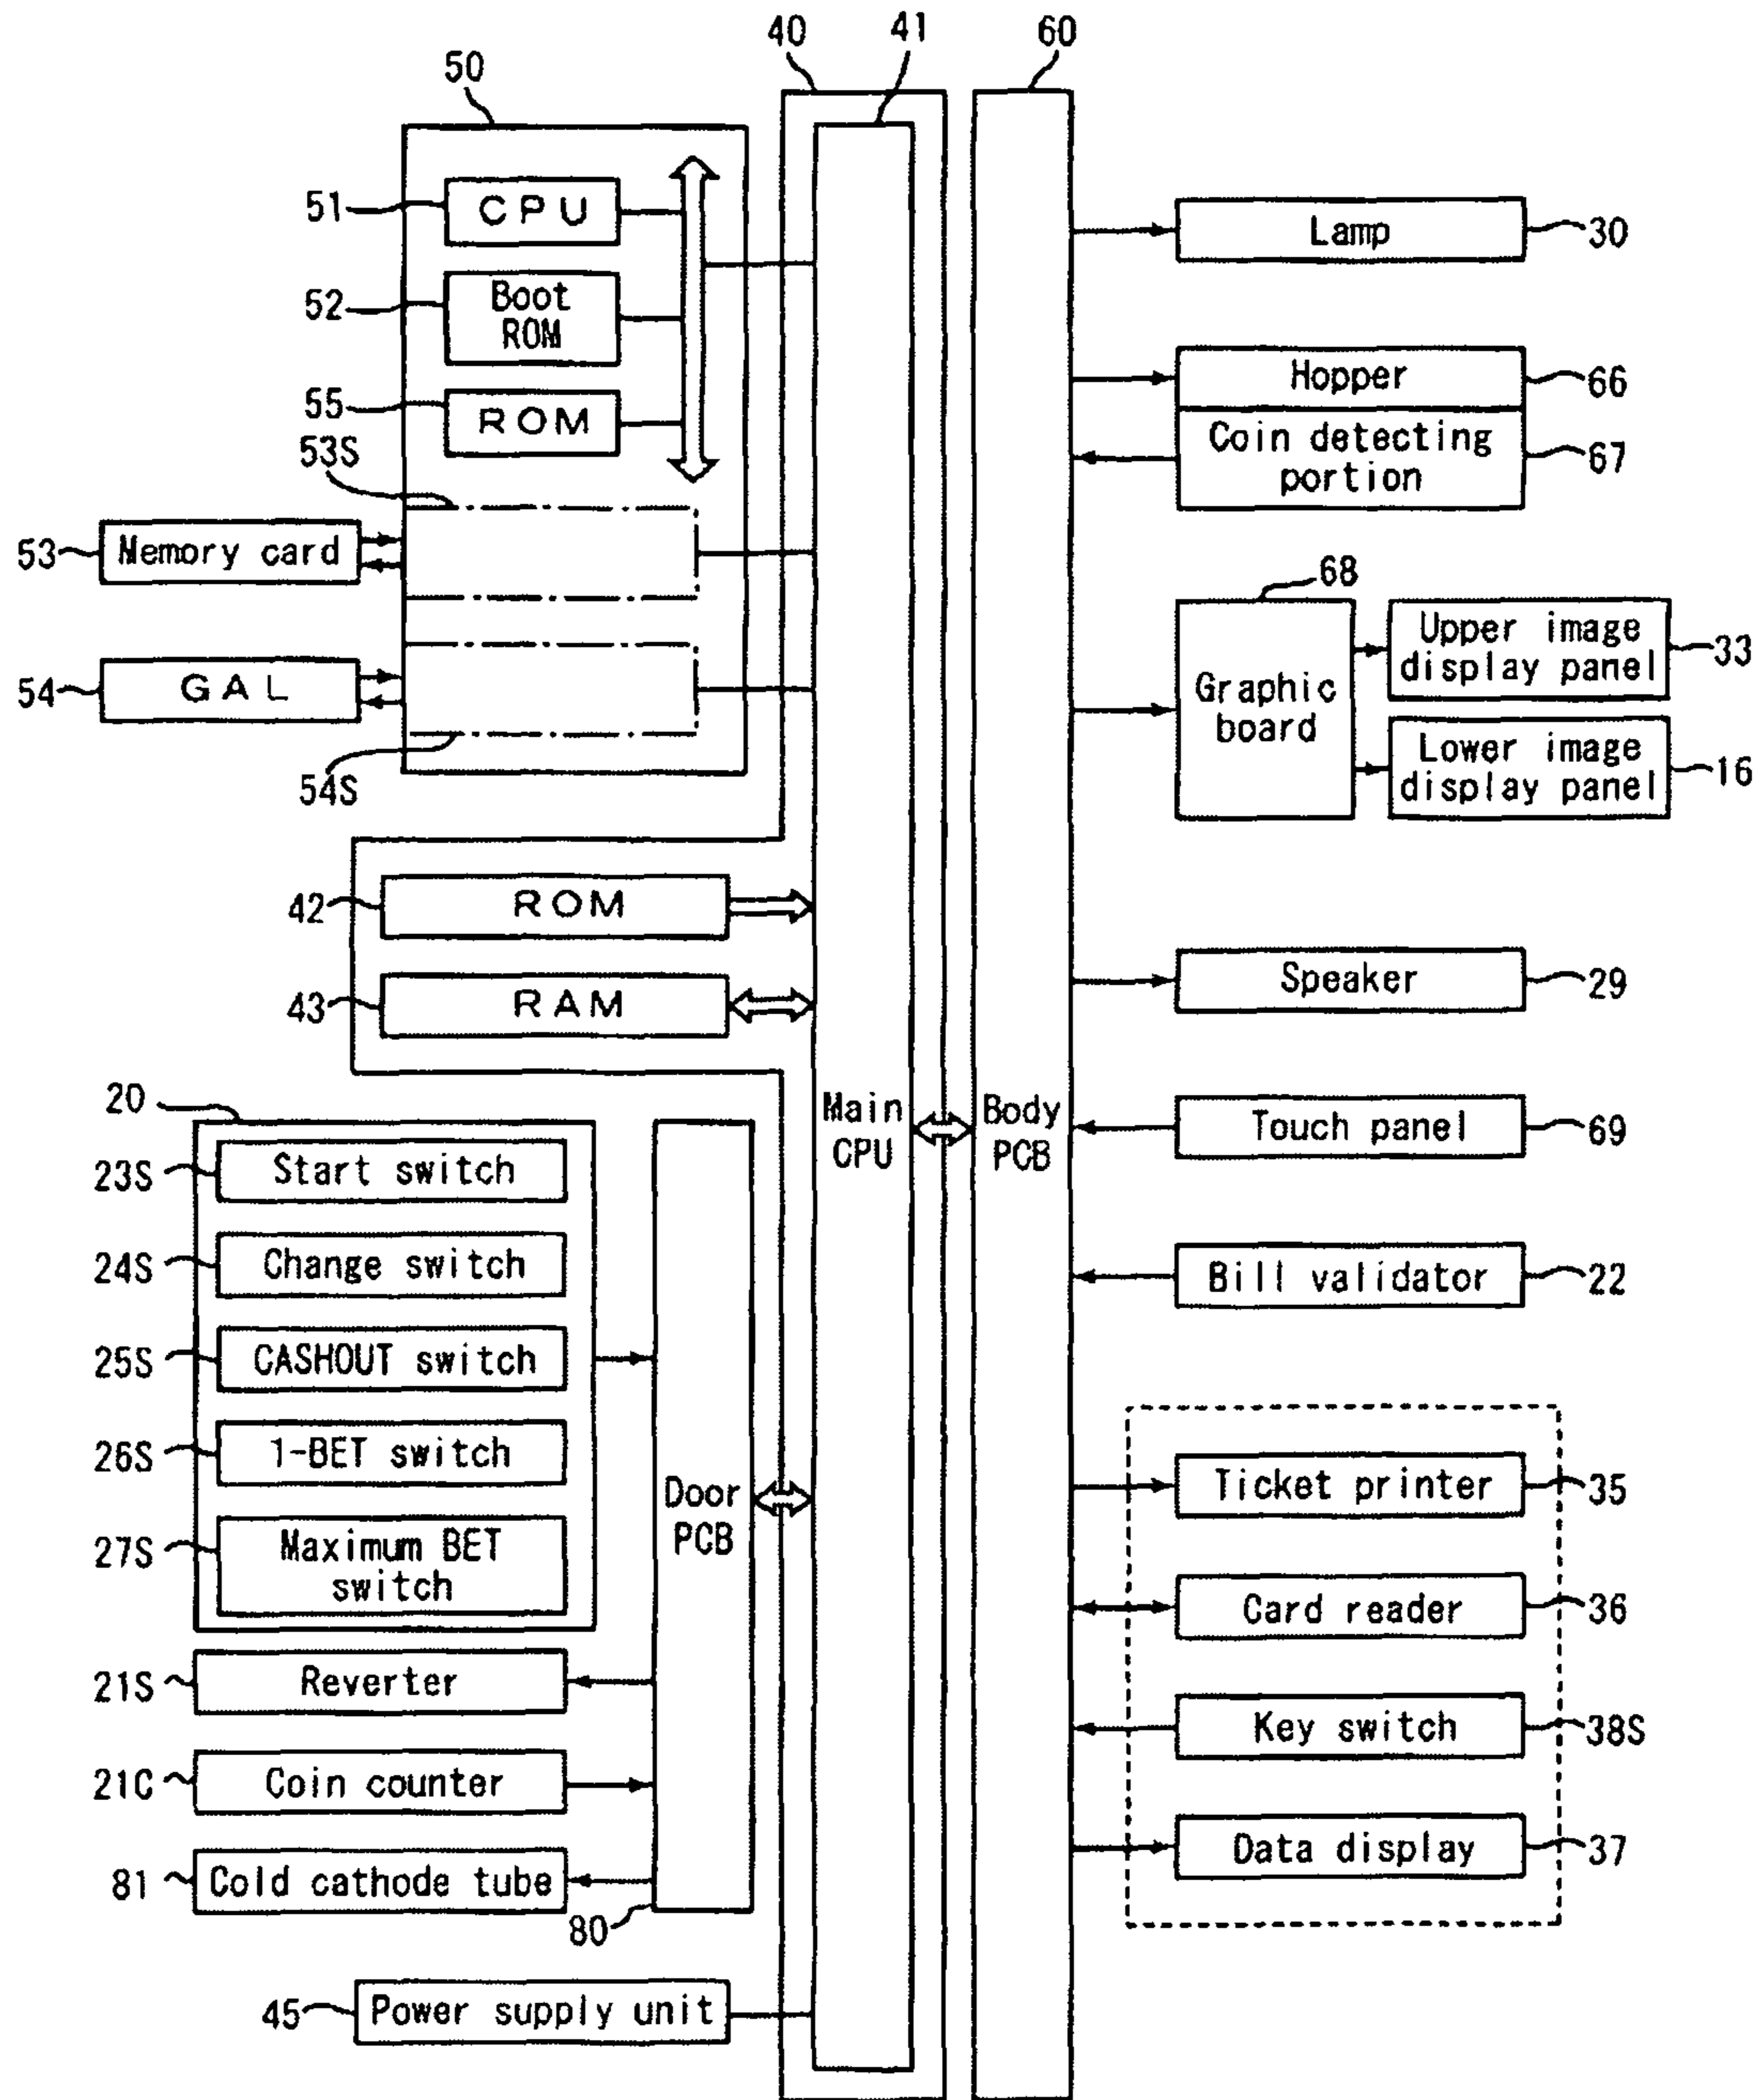 40
41
60
50
51
CPU
52
Boot
ROM
55
ROM
53S
53
Memory card
54
GAL
54S
42
ROM
43
RAM
20
23S
Start switch
24S
Change switch
25S
CASHOUT switch
26S
1-BET switch
27S
Maximum BET
switch
21S
Reverter
21C
Coin counter
81
Cold cathode tube
80
Door
PCB
45
Power supply unit
Main
CPU
Body
PCB
Lamp
30
Hopper
66
Coin detecting
portion
67
68
Graphic
board
Upper image
display panel
33
Lower image
display panel
16
Speaker
29
Touch panel
69
Bill validator
22
Ticket printer
35
Card reader
36
Key switch
38S
Data display
37